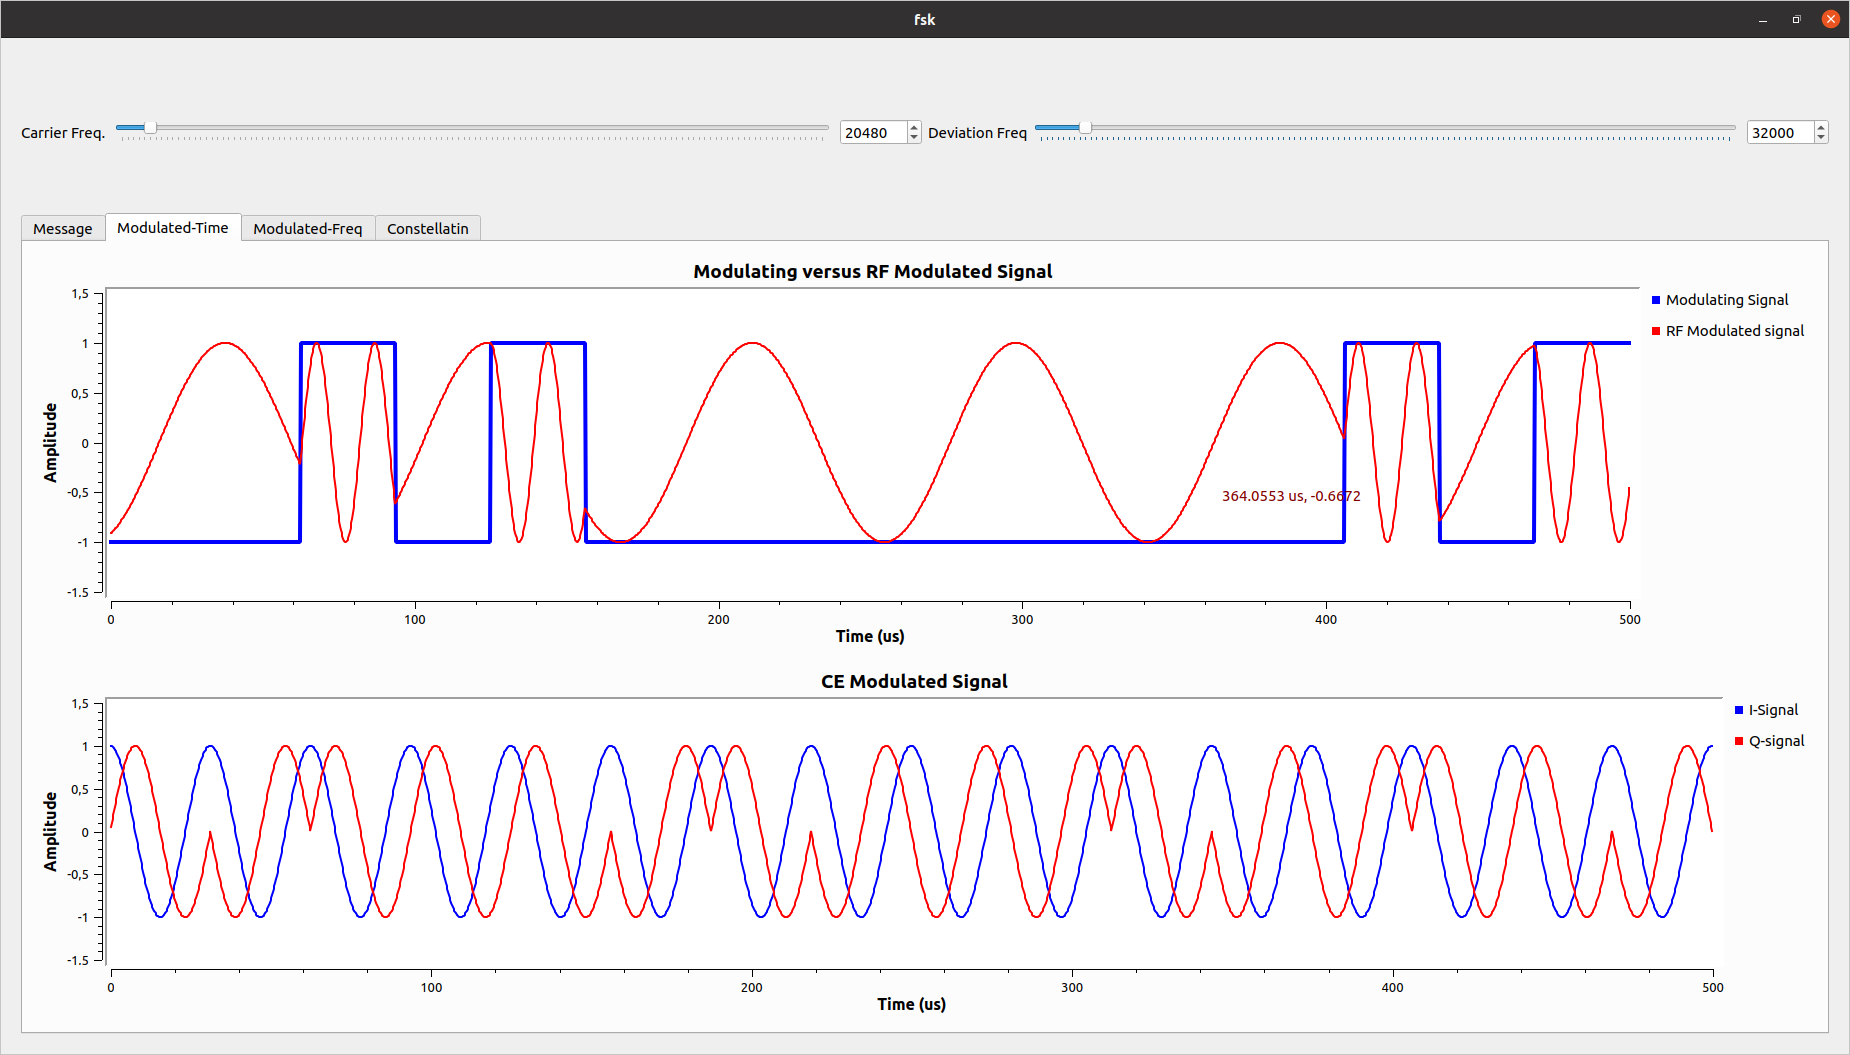 fsk
Carrier Freq. 20480 Deviation Freq 32000
Message Modulated-Time Modulated-Freq Constellatin
Modulating versus RF Modulated Signal
1,5
1
0,5
0
-0,5
-1
-1.5
Amplitude
Modulating Signal
RF Modulated signal
364.0553 us, -0.6672
0 100 200 300 400 500
Time (us)
CE Modulated Signal
1,5
1
0,5
0
-0,5
-1
-1.5
Amplitude
I-Signal
Q-signal
0 100 200 300 400 500
Time (us)